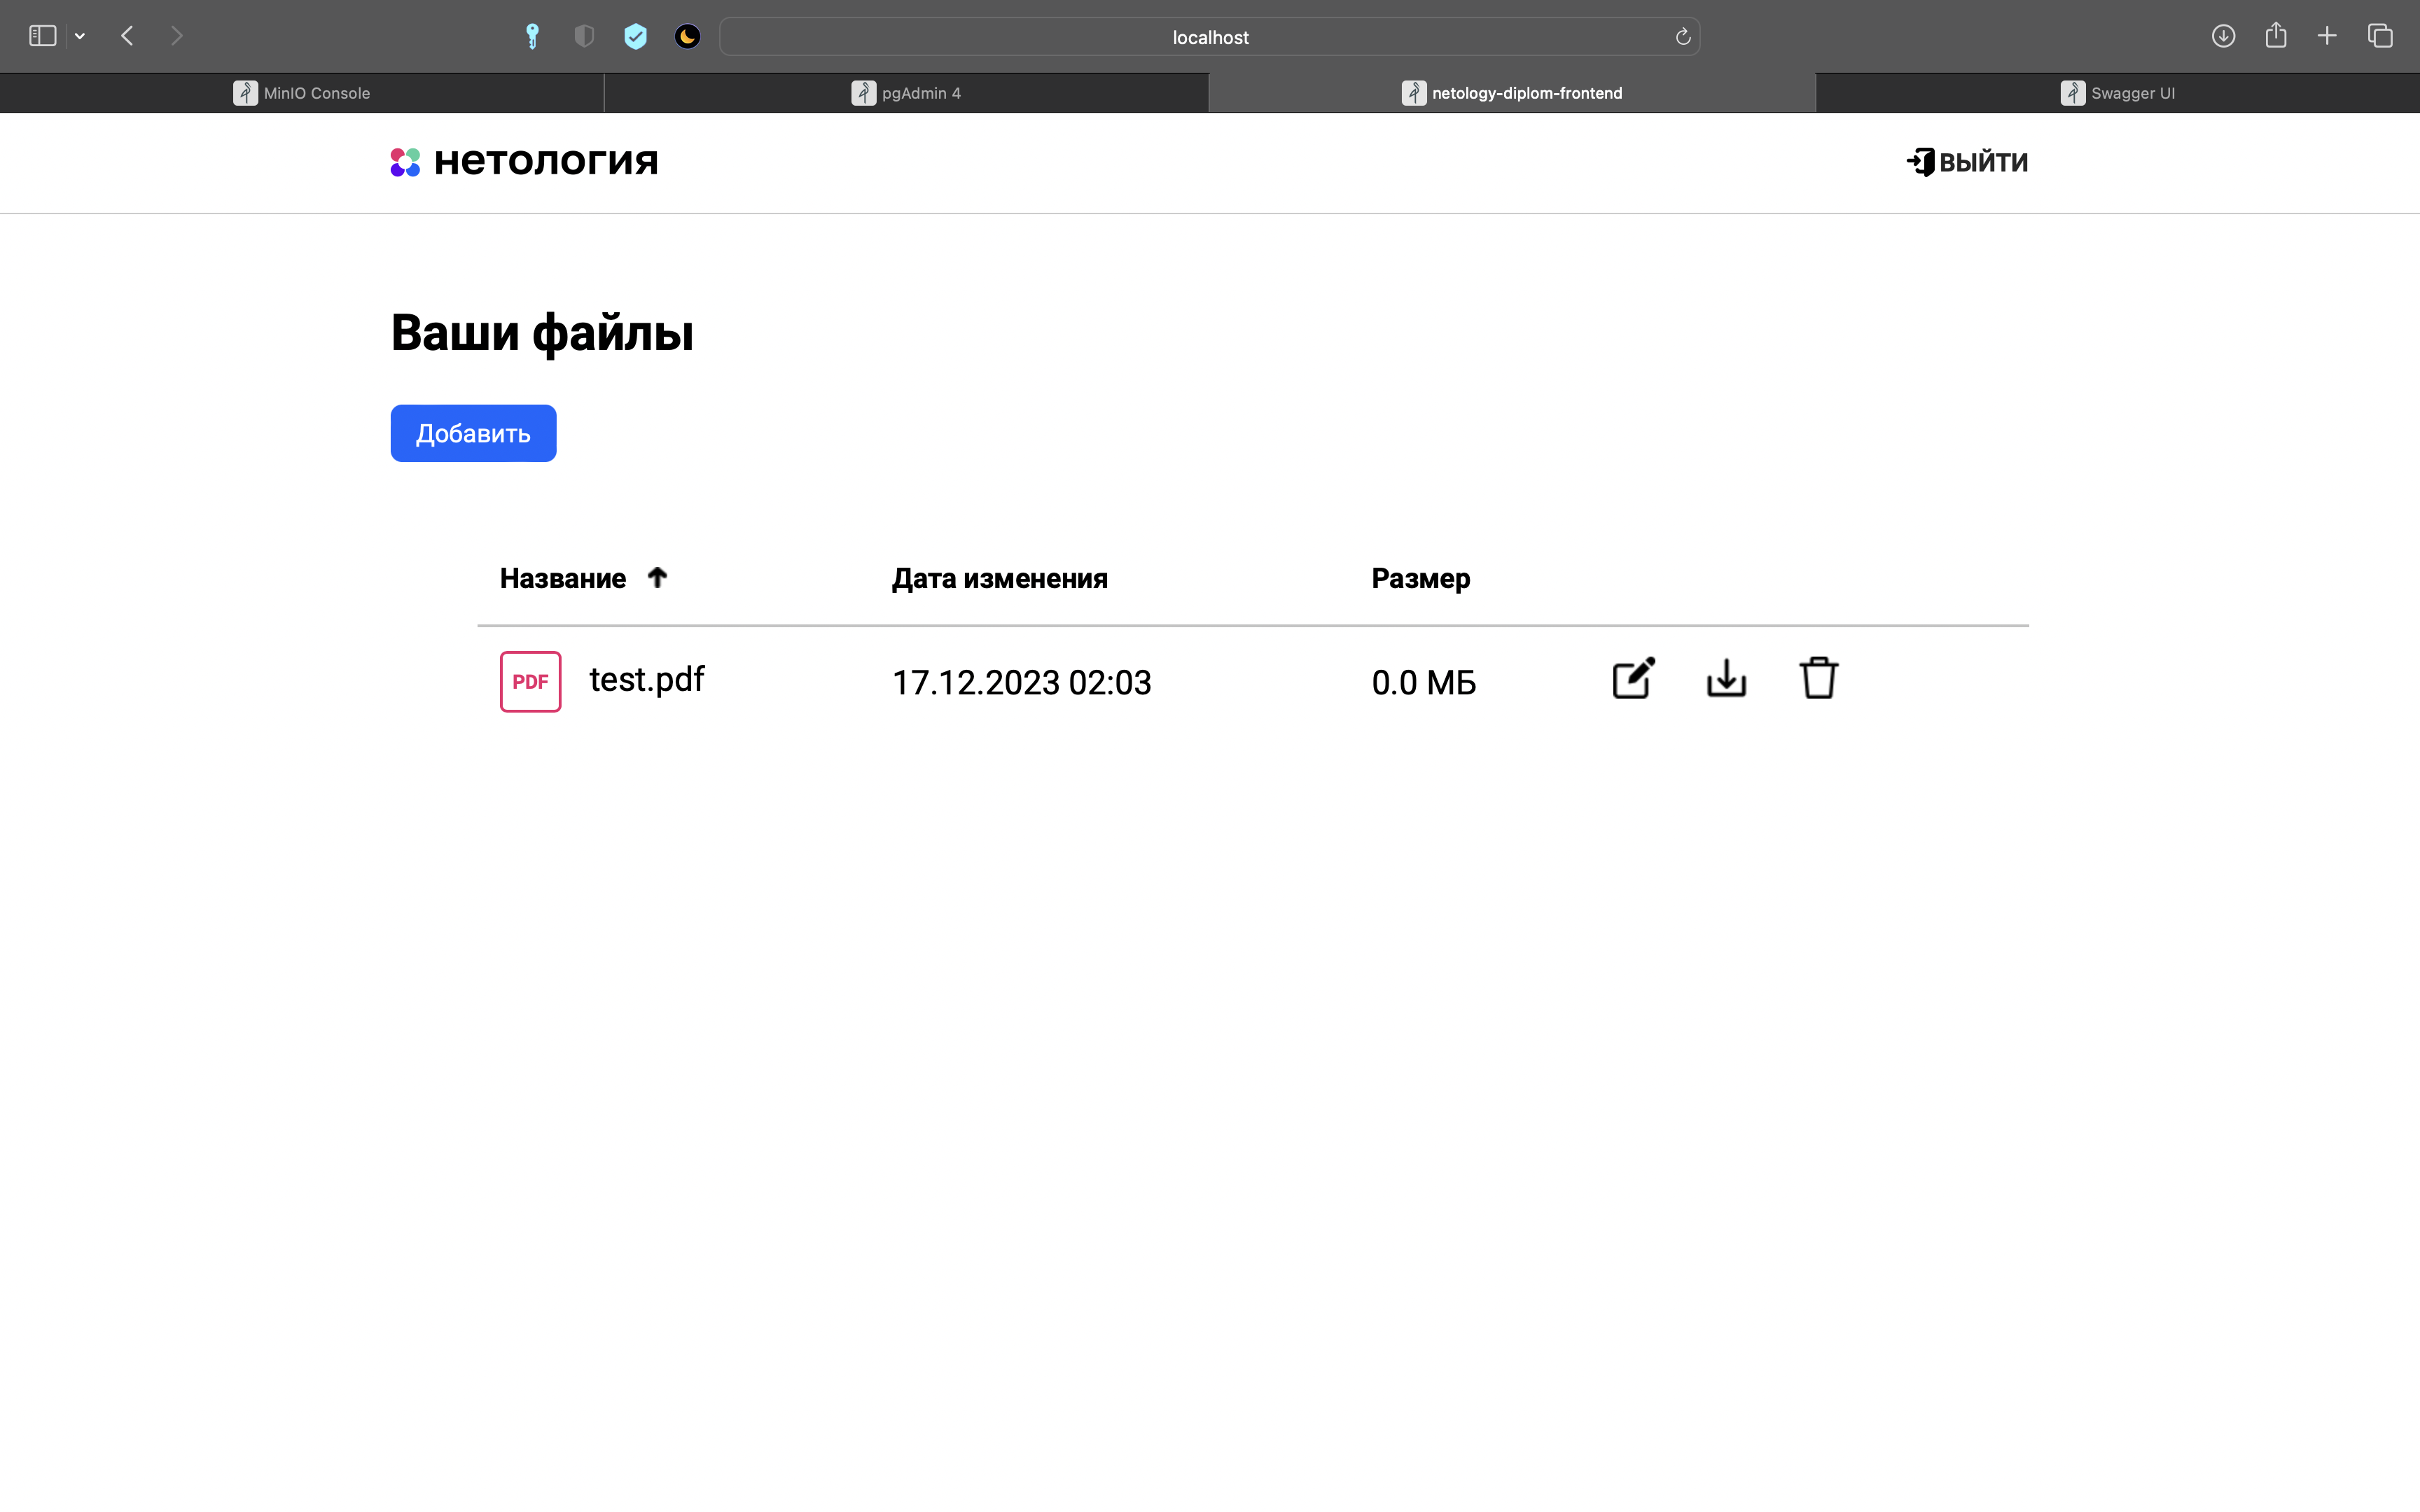 localhost
MinIO Console
pgAdmin 4
netology-diplom-frontend
Swagger UI
нетология
ВЫЙТИ
Ваши файлы
Добавить
Название Дата изменения Размер
PDF test.pdf 17.12.2023 02:03 0.0 МБ